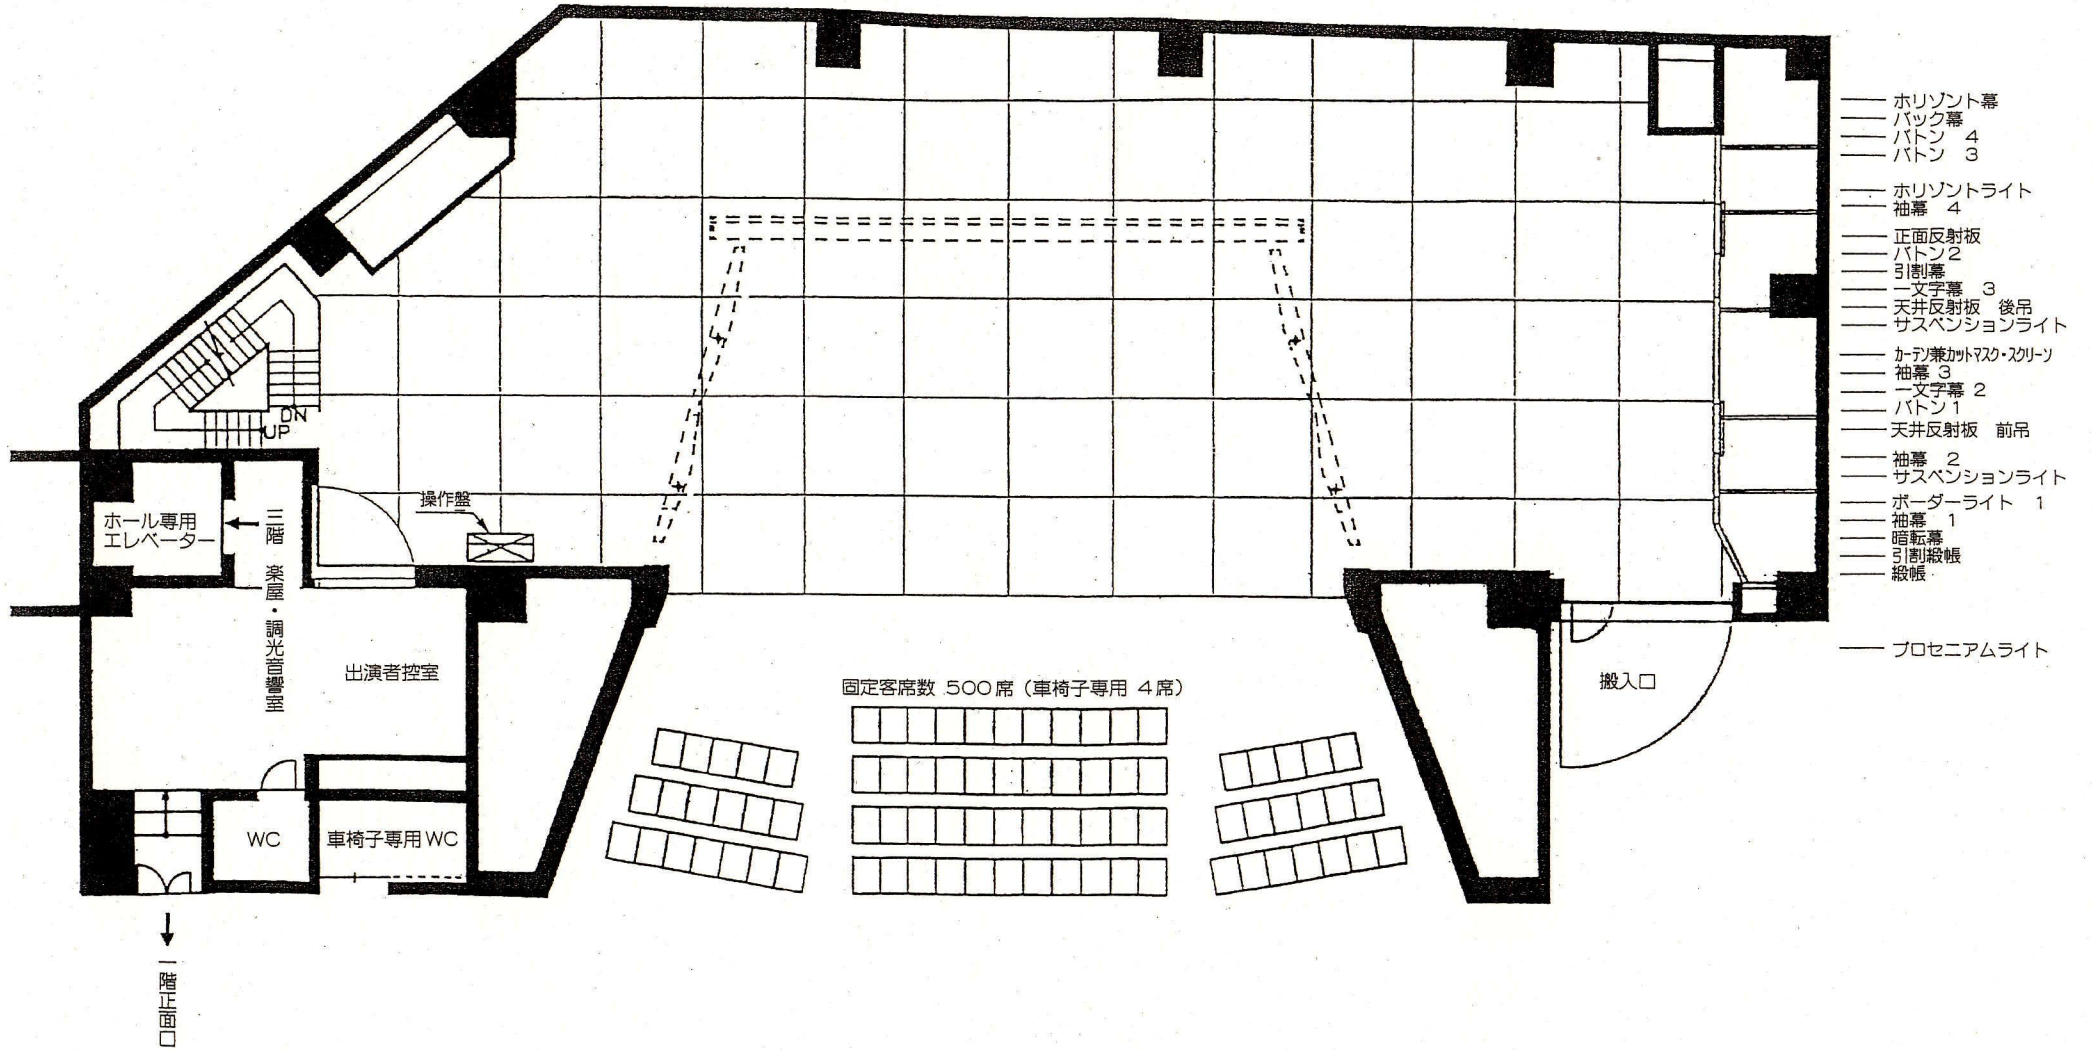 ホリゾント幕
バック幕
バトン 4
バトン 3
ホリゾントライト
袖幕 4
正面反射板
バトン2
引割幕
一文字幕 3
天井反射板 後吊
サスペンションライト
カーテン兼カットマスク・スクリーン
袖幕 3
一文字幕 2
バトン1
天井反射板 前吊
袖幕 2
サスペンションライト
ボーダーライト 1
袖幕 1
暗転幕
引割緞帳
緞帳
プロセニアムライト
DN
UP
操作盤
ホール専用
エレベーター
三階 楽屋・調光音響室
出演者控室
固定客席数 500席（車椅子専用 4席）
搬入口
WC
車椅子専用WC
一階正面口